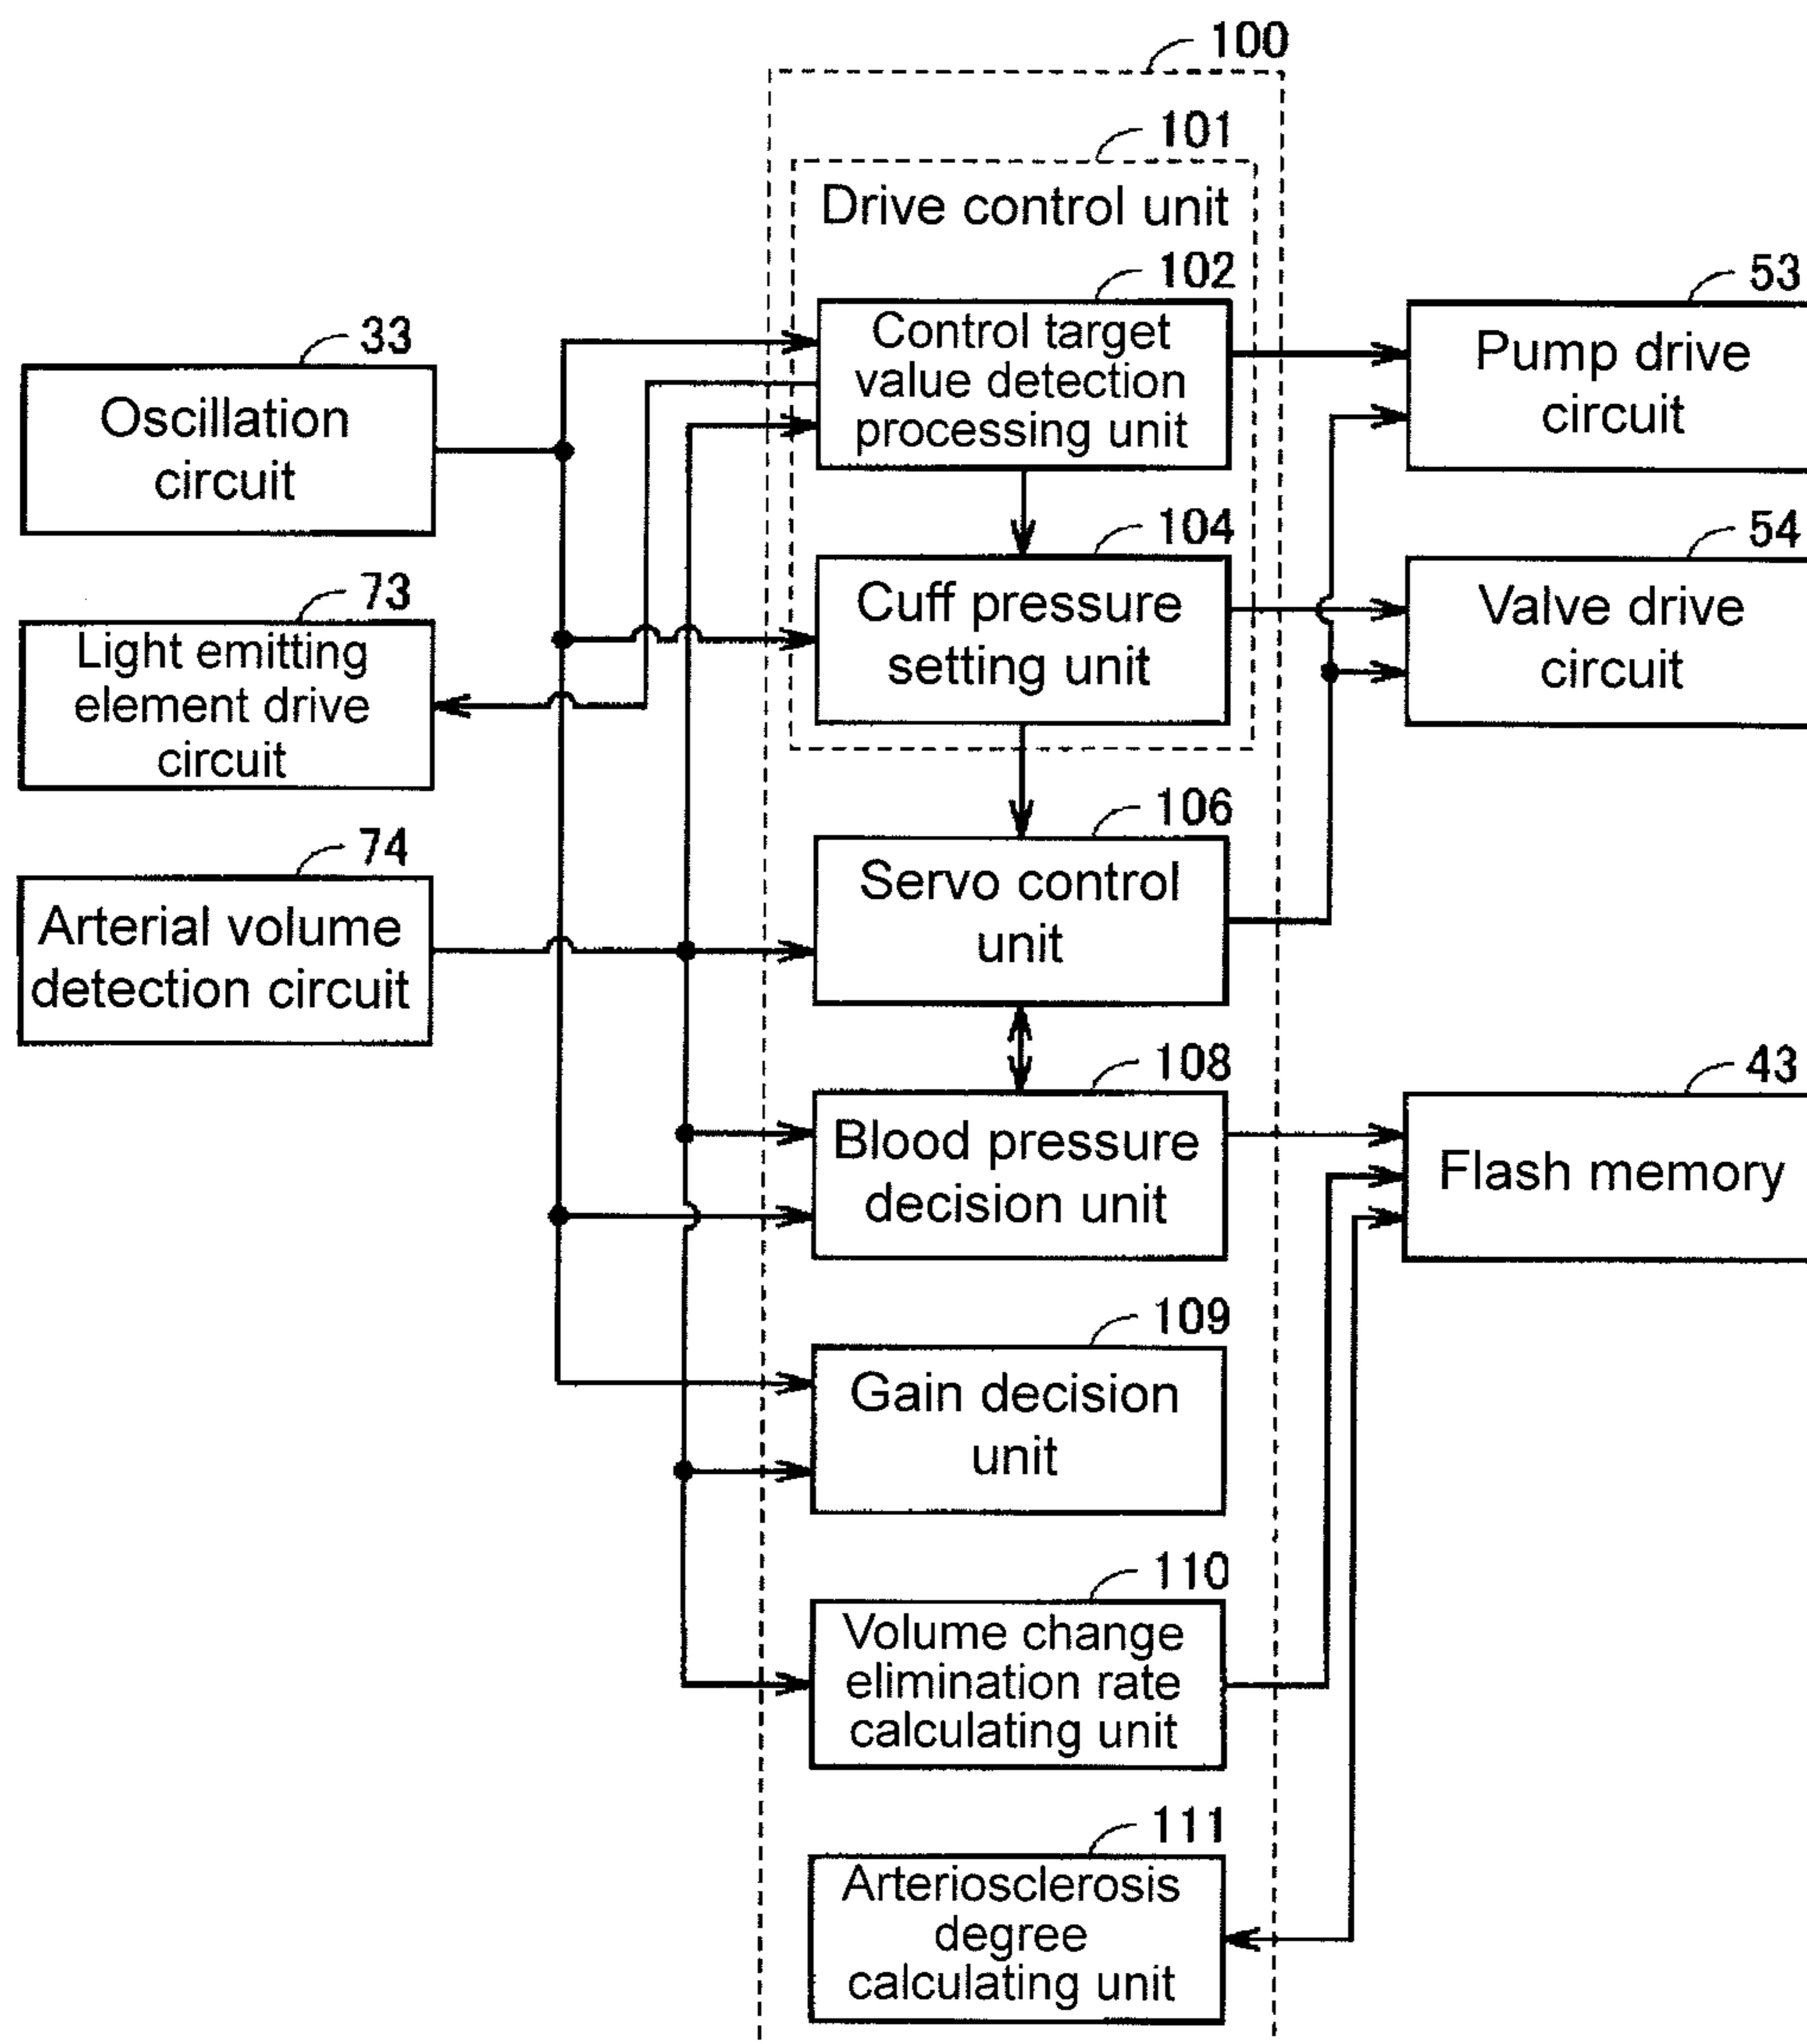 100
101
Drive control unit
102
Control target
value detection
processing unit
53
Pump drive
circuit
33
Oscillation
circuit
104
Cuff pressure
setting unit
54
Valve drive
circuit
73
Light emitting
element drive
circuit
106
Servo control
unit
74
Arterial volume
detection circuit
108
Blood pressure
decision unit
43
Flash memory
109
Gain decision
unit
110
Volume change
elimination rate
calculating unit
111
Arteriosclerosis
degree
calculating unit